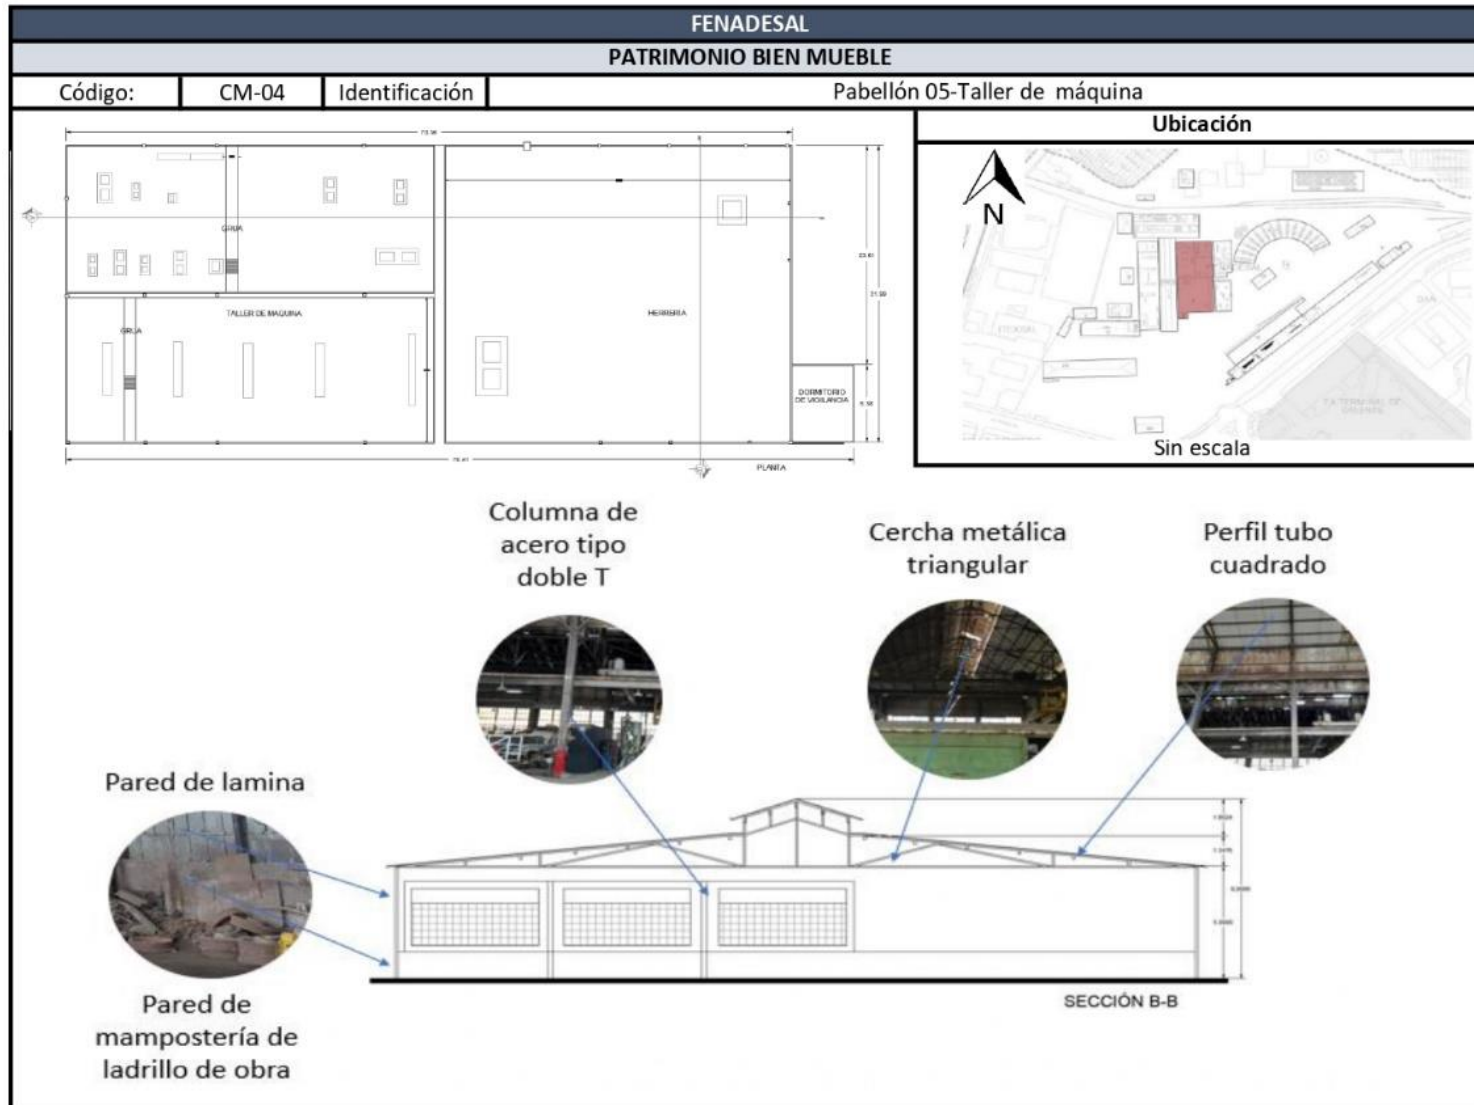 FENADESAL
PATRIMONIO BIEN MUEBLE
Código:
CM-04
Identificación
Pabellón 05-Taller de máquina
Ubicación
N
Sin escala
GRUA
TALLER DE MAQUINA
GRUA
HERRERIA
DORMITORIO
DE VIGILANCIA
PLANTA
Columna de
acero tipo
doble T
Cercha metálica
triangular
Perfil tubo
cuadrado
Pared de lamina
Pared de
mampostería de
ladrillo de obra
SECCIÓN B-B